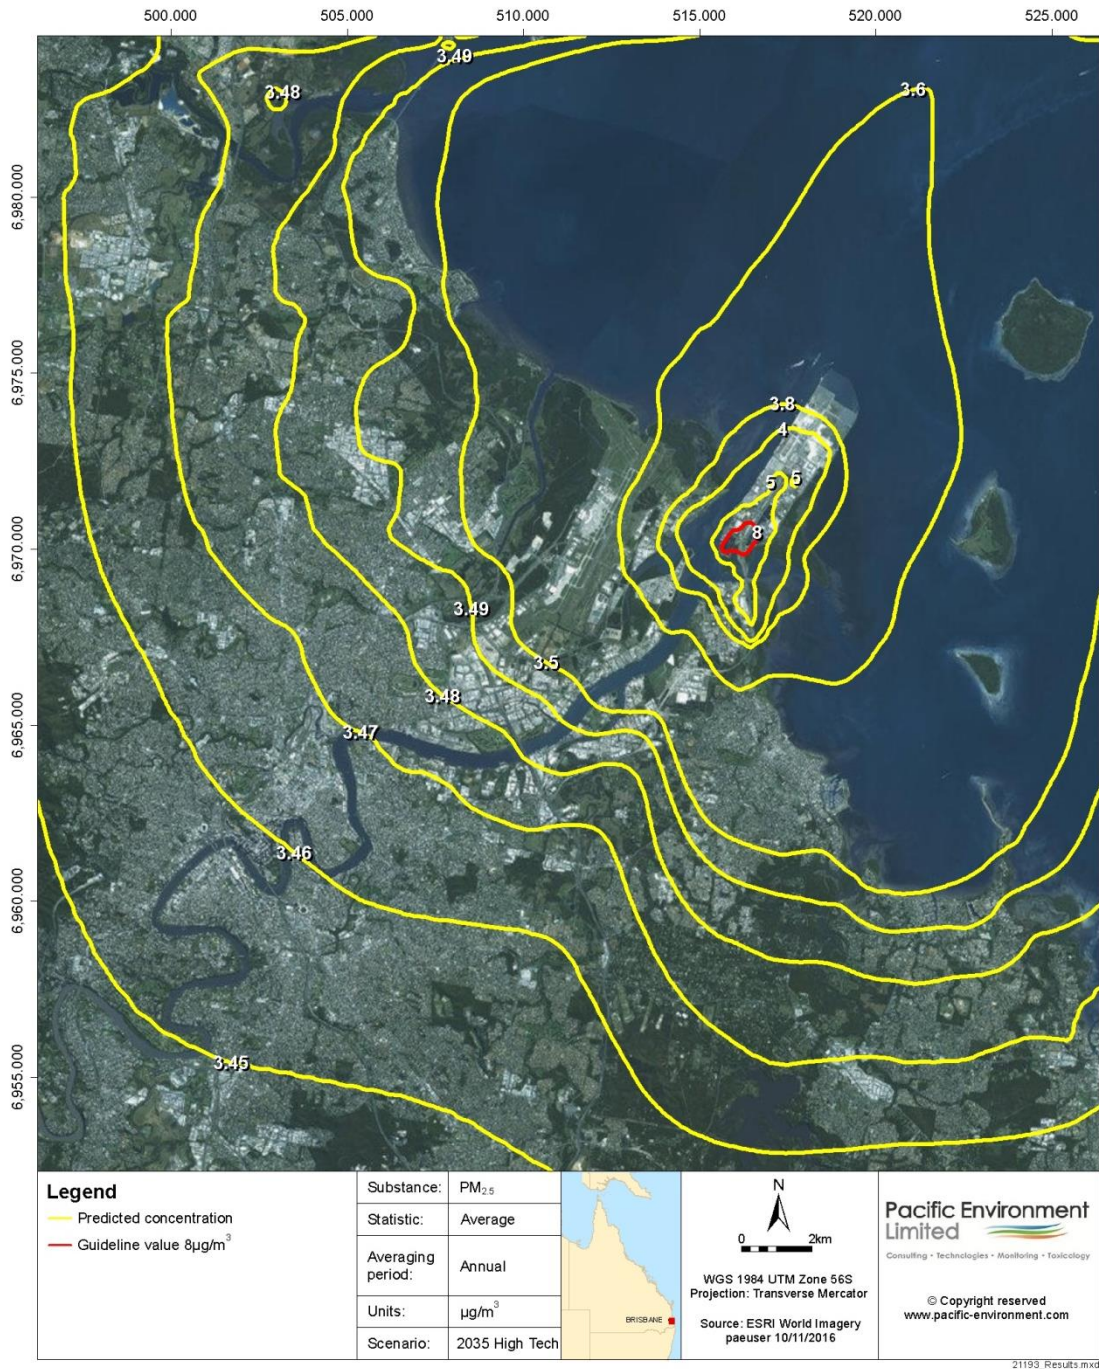 500.000 505.000 510.000 515.000 520.000 525.000
6,980.000
6,975.000
6,970.000
6,965.000
6,960.000
6,955.000
3.49
3.48
3.6
3.8
4
5 5
8
3.49
3.5
3.48
3.47
3.46
3.45
Legend
Predicted concentration
Guideline value 8µg/m³
Substance: PM₂.₅
Statistic: Average
Averaging period: Annual
Units: µg/m³
Scenario: 2035 High Tech
BRISBANE
N
0 2km
WGS 1984 UTM Zone 56S
Projection: Transverse Mercator
Source: ESRI World Imagery
paeuser 10/11/2016
Pacific Environment
Limited
Consulting • Technologies • Monitoring • Toxicology
© Copyright reserved
www.pacific-environment.com
21193_Results.mxd